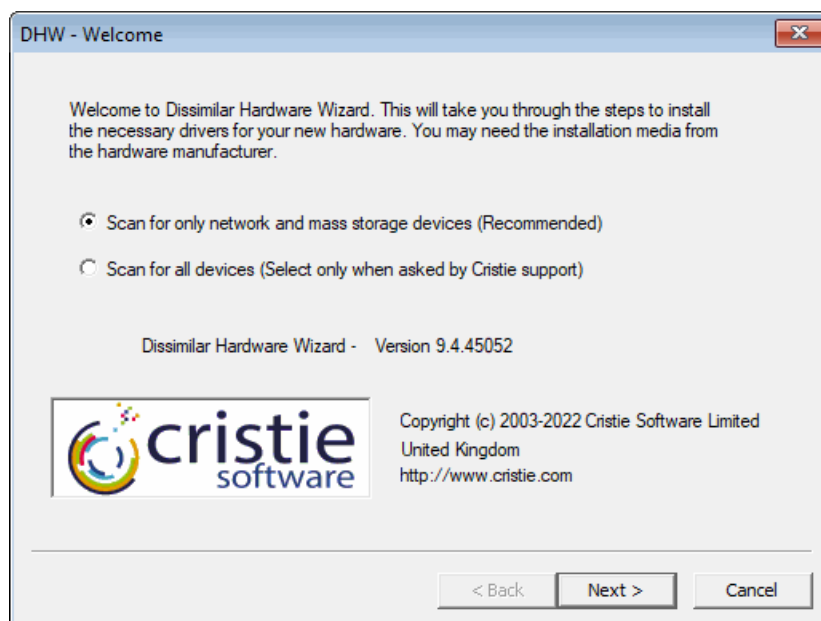 DHW - Welcome
Welcome to Dissimilar Hardware Wizard. This will take you through the steps to install
the necessary drivers for your new hardware. You may need the installation media from
the hardware manufacturer.
Scan for only network and mass storage devices (Recommended)
Scan for all devices (Select only when asked by Cristie support)
Dissimilar Hardware Wizard - Version 9.4.45052
cristie
software
Copyright (c) 2003-2022 Cristie Software Limited
United Kingdom
http://www.cristie.com
< Back Next > Cancel